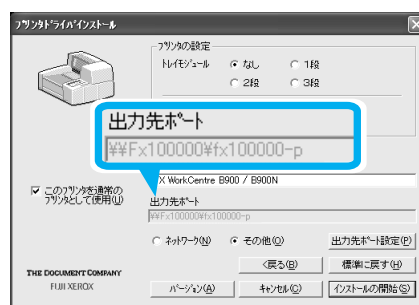 プリンタドライバインストール
プリンタの設定
トレイモジュール なし 1段
2段 3段
出力先ポート
¥¥Fx100000¥fx100000-p
X WorkCentre B900 / B900N
このプリンタを通常の
プリンタとして使用(U)
出力先ポート
¥¥Fx100000¥fx100000-p
ネットワーク(N) その他(O) 出力先ポート設定(P)
THE DOCUMENT COMPANY
FUJI XEROX
<戻る(B) 標準に戻す(H)
バージョン(A) キャンセル(C) インストールの開始(S)